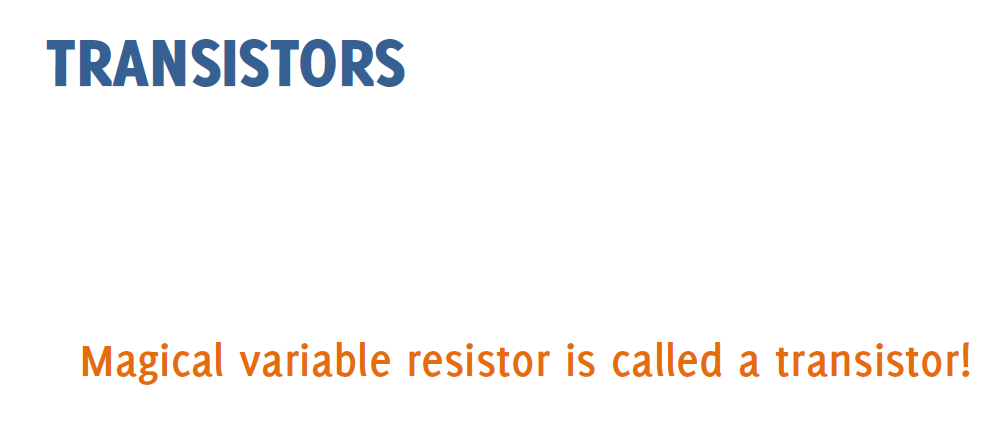 TRANSISTORS
Magical variable resistor is called a transistor!